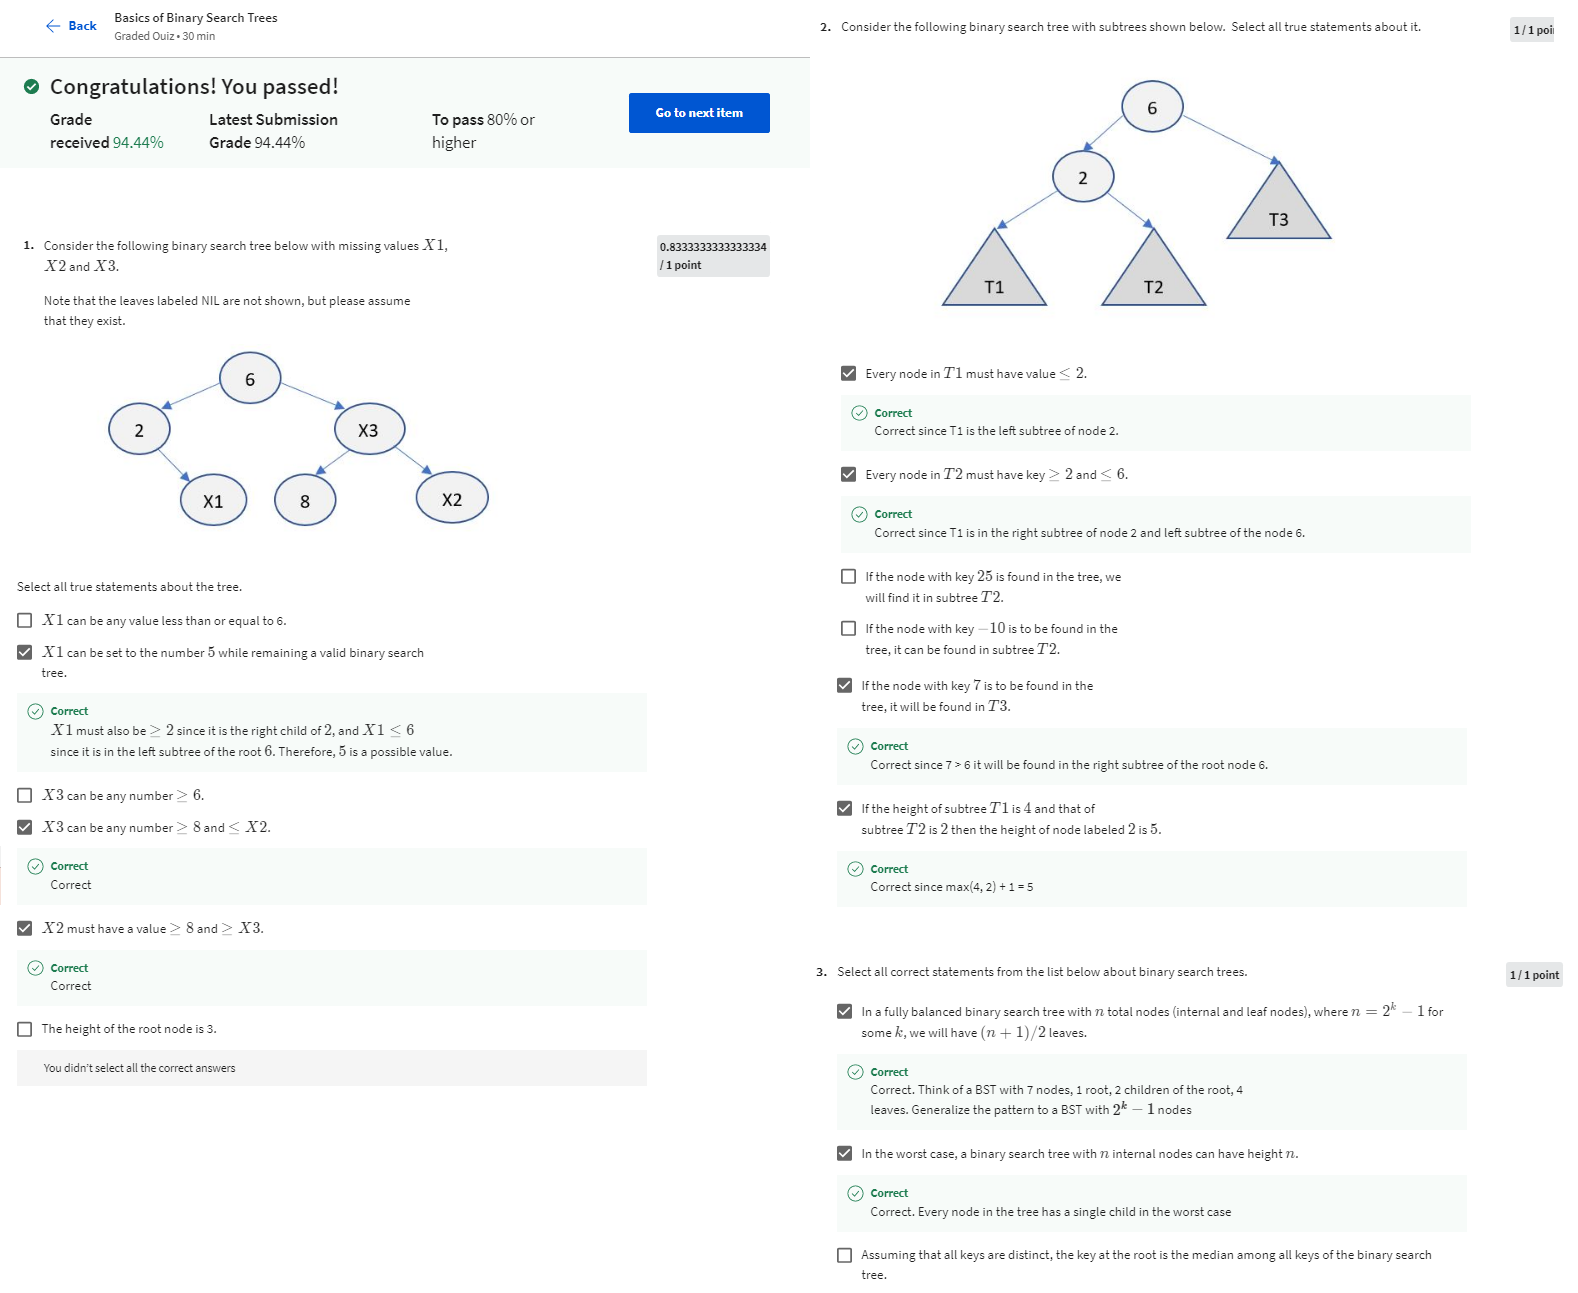 Back
Basics of Binary Search Trees
Graded Quiz • 30 min
Congratulations! You passed!
Grade
received 94.44%
Latest Submission
Grade 94.44%
To pass 80% or
higher
Go to next item
1. Consider the following binary search tree below with missing values X1,
X2 and X3.
0.8333333333333334
/ 1 point
Note that the leaves labeled NIL are not shown, but please assume
that they exist.
6
2
X3
X1
8
X2
Select all true statements about the tree.
X1 can be any value less than or equal to 6.
X1 can be set to the number 5 while remaining a valid binary search
tree.
Correct
X1 must also be ≥ 2 since it is the right child of 2, and X1 ≤ 6
since it is in the left subtree of the root 6. Therefore, 5 is a possible value.
X3 can be any number ≥ 6.
X3 can be any number ≥ 8 and ≤ X2.
Correct
Correct
X2 must have a value ≥ 8 and ≥ X3.
Correct
Correct
The height of the root node is 3.
You didn't select all the correct answers
2. Consider the following binary search tree with subtrees shown below. Select all true statements about it.
1 / 1 poi
6
2
T3
T1
T2
Every node in T1 must have value ≤ 2.
Correct
Correct since T1 is the left subtree of node 2.
Every node in T2 must have key ≥ 2 and ≤ 6.
Correct
Correct since T1 is in the right subtree of node 2 and left subtree of the node 6.
If the node with key 25 is found in the tree, we
will find it in subtree T2.
If the node with key −10 is to be found in the
tree, it can be found in subtree T2.
If the node with key 7 is to be found in the
tree, it will be found in T3.
Correct
Correct since 7 > 6 it will be found in the right subtree of the root node 6.
If the height of subtree T1 is 4 and that of
subtree T2 is 2 then the height of node labeled 2 is 5.
Correct
Correct since max(4, 2) + 1 = 5
3. Select all correct statements from the list below about binary search trees.
1 / 1 point
In a fully balanced binary search tree with n total nodes (internal and leaf nodes), where n = 2^k − 1 for
some k, we will have (n + 1)/2 leaves.
Correct
Correct. Think of a BST with 7 nodes, 1 root, 2 children of the root, 4
leaves. Generalize the pattern to a BST with 2^k − 1 nodes
In the worst case, a binary search tree with n internal nodes can have height n.
Correct
Correct. Every node in the tree has a single child in the worst case
Assuming that all keys are distinct, the key at the root is the median among all keys of the binary search
tree.